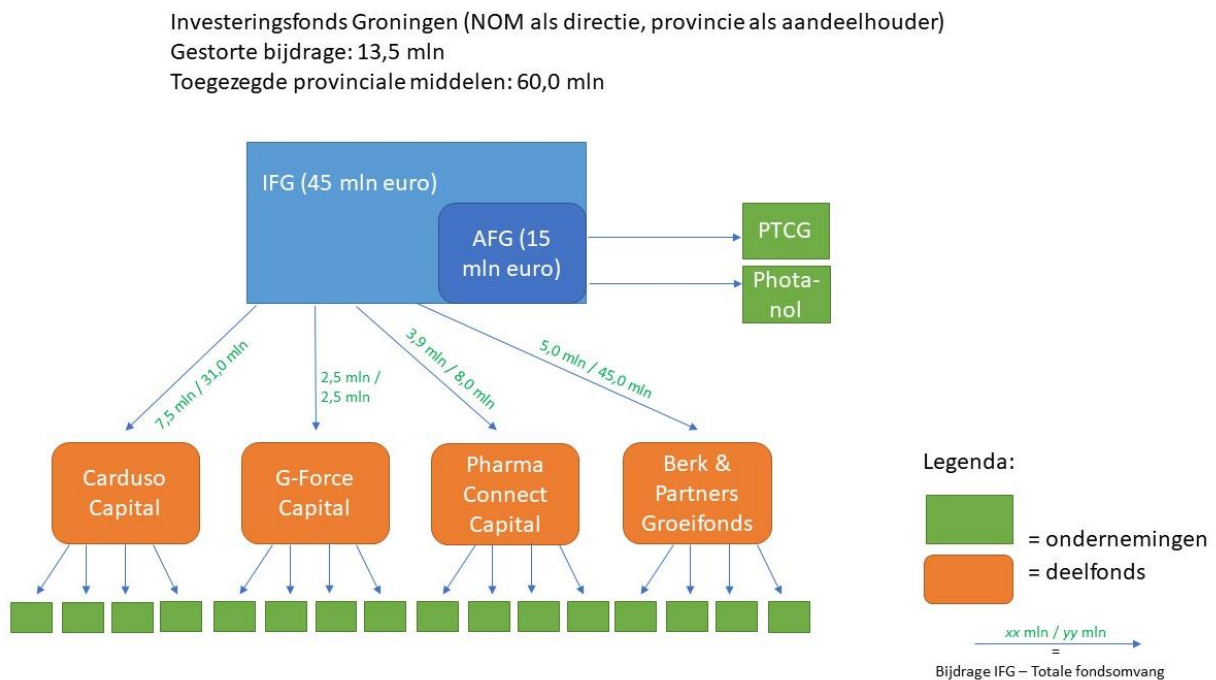 Investeringsfonds Groningen (NOM als directie, provincie als aandeelhouder)
Gestorte bijdrage: 13,5 mln
Toegezegde provinciale middelen: 60,0 mln
IFG (45 mln euro)
AFG (15
mln euro)
PTCG
Phota-
nol
7,5 mln / 31,0 mln
2,5 mln /
2,5 mln
3,9 mln / 8,0 mln
5,0 mln / 45,0 mln
Carduso
Capital
G-Force
Capital
Pharma
Connect
Capital
Berk &
Partners
Groeifonds
Legenda:
= ondernemingen
= deelfonds
xx mln / yy mln
=
Bijdrage IFG – Totale fondsomvang